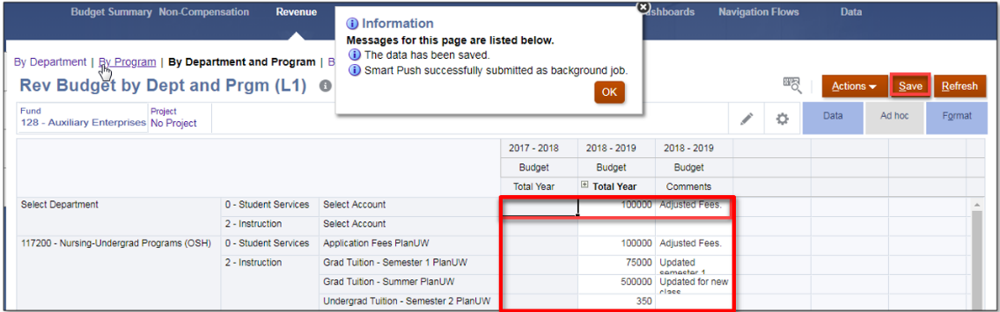 Budget Summary Non-Compensation Revenue shboards Navigation Flows Data
Information
Messages for this page are listed below.
The data has been saved.
Smart Push successfully submitted as background job.
OK
By Department | By Program | By Department and Program | B
Rev Budget by Dept and Prgm (L1)
Actions Save Refresh
Fund Project
128 - Auxiliary Enterprises No Project
Data Ad hoc Format
2017 - 2018 2018 - 2019 2018 - 2019
Budget Budget Budget
Total Year Total Year Comments
Select Department 0 - Student Services Select Account 100000 Adjusted Fees.
2 - Instruction Select Account
117200 - Nursing-Undergrad Programs (OSH) 0 - Student Services Application Fees PlanUW 100000 Adjusted Fees.
2 - Instruction Grad Tuition - Semester 1 PlanUW 75000 Updated
semester 1
Grad Tuition - Summer PlanUW 500000 Updated for new
class
Undergrad Tuition - Semester 2 PlanUW 350